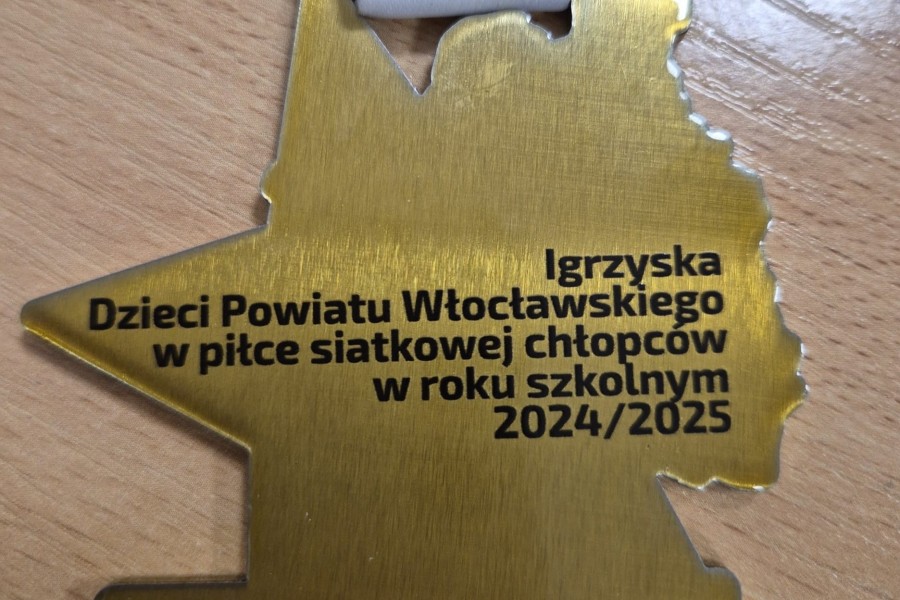 Igrzyska
Dzieci Powiatu Włocławskiego
w piłce siatkowej chłopców
w roku szkolnym
2024/2025